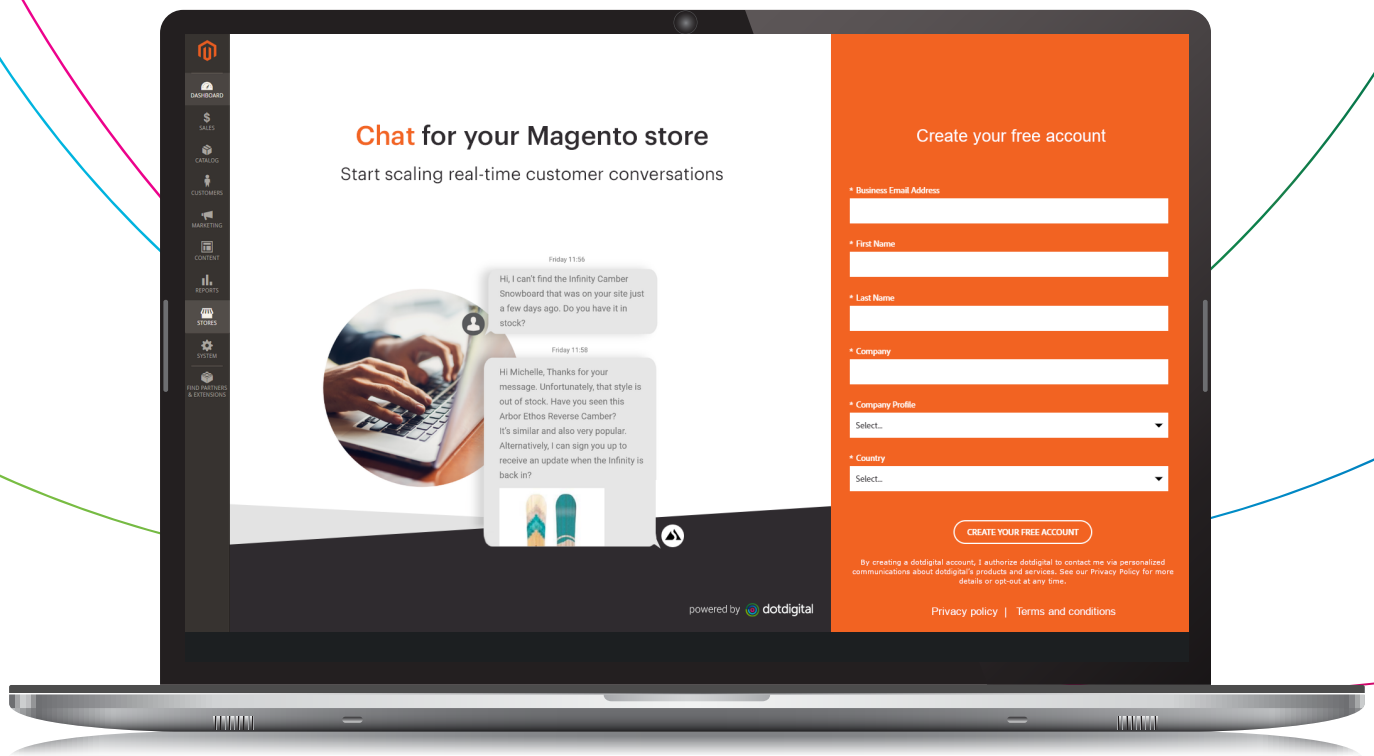 DASHBOARD
SALES
CATALOG
CUSTOMERS
MARKETING
CONTENT
REPORTS
STORES
SYSTEM
FIND PARTNERS
& EXTENSIONS
Chat for your Magento store
Start scaling real-time customer conversations
Friday 11:56
Hi, I can't find the Infinity Camber
Snowboard that was on your site just
a few days ago. Do you have it in
stock?
Friday 11:58
Hi Michelle, Thanks for your
message. Unfortunately, that style is
out of stock. Have you seen this
Arbor Ethos Reverse Camber?
It's similar and also very popular.
Alternatively, I can sign you up to
receive an update when the Infinity is
back in?
powered by dotdigital
Create your free account
* Business Email Address
* First Name
* Last Name
* Company
* Company Profile
Select...
* Country
Select...
CREATE YOUR FREE ACCOUNT
By creating a dotdigital account, I authorize dotdigital to contact me via personalized
communications about dotdigital's products and services. See our Privacy Policy for more
details or opt-out at any time.
Privacy policy | Terms and conditions